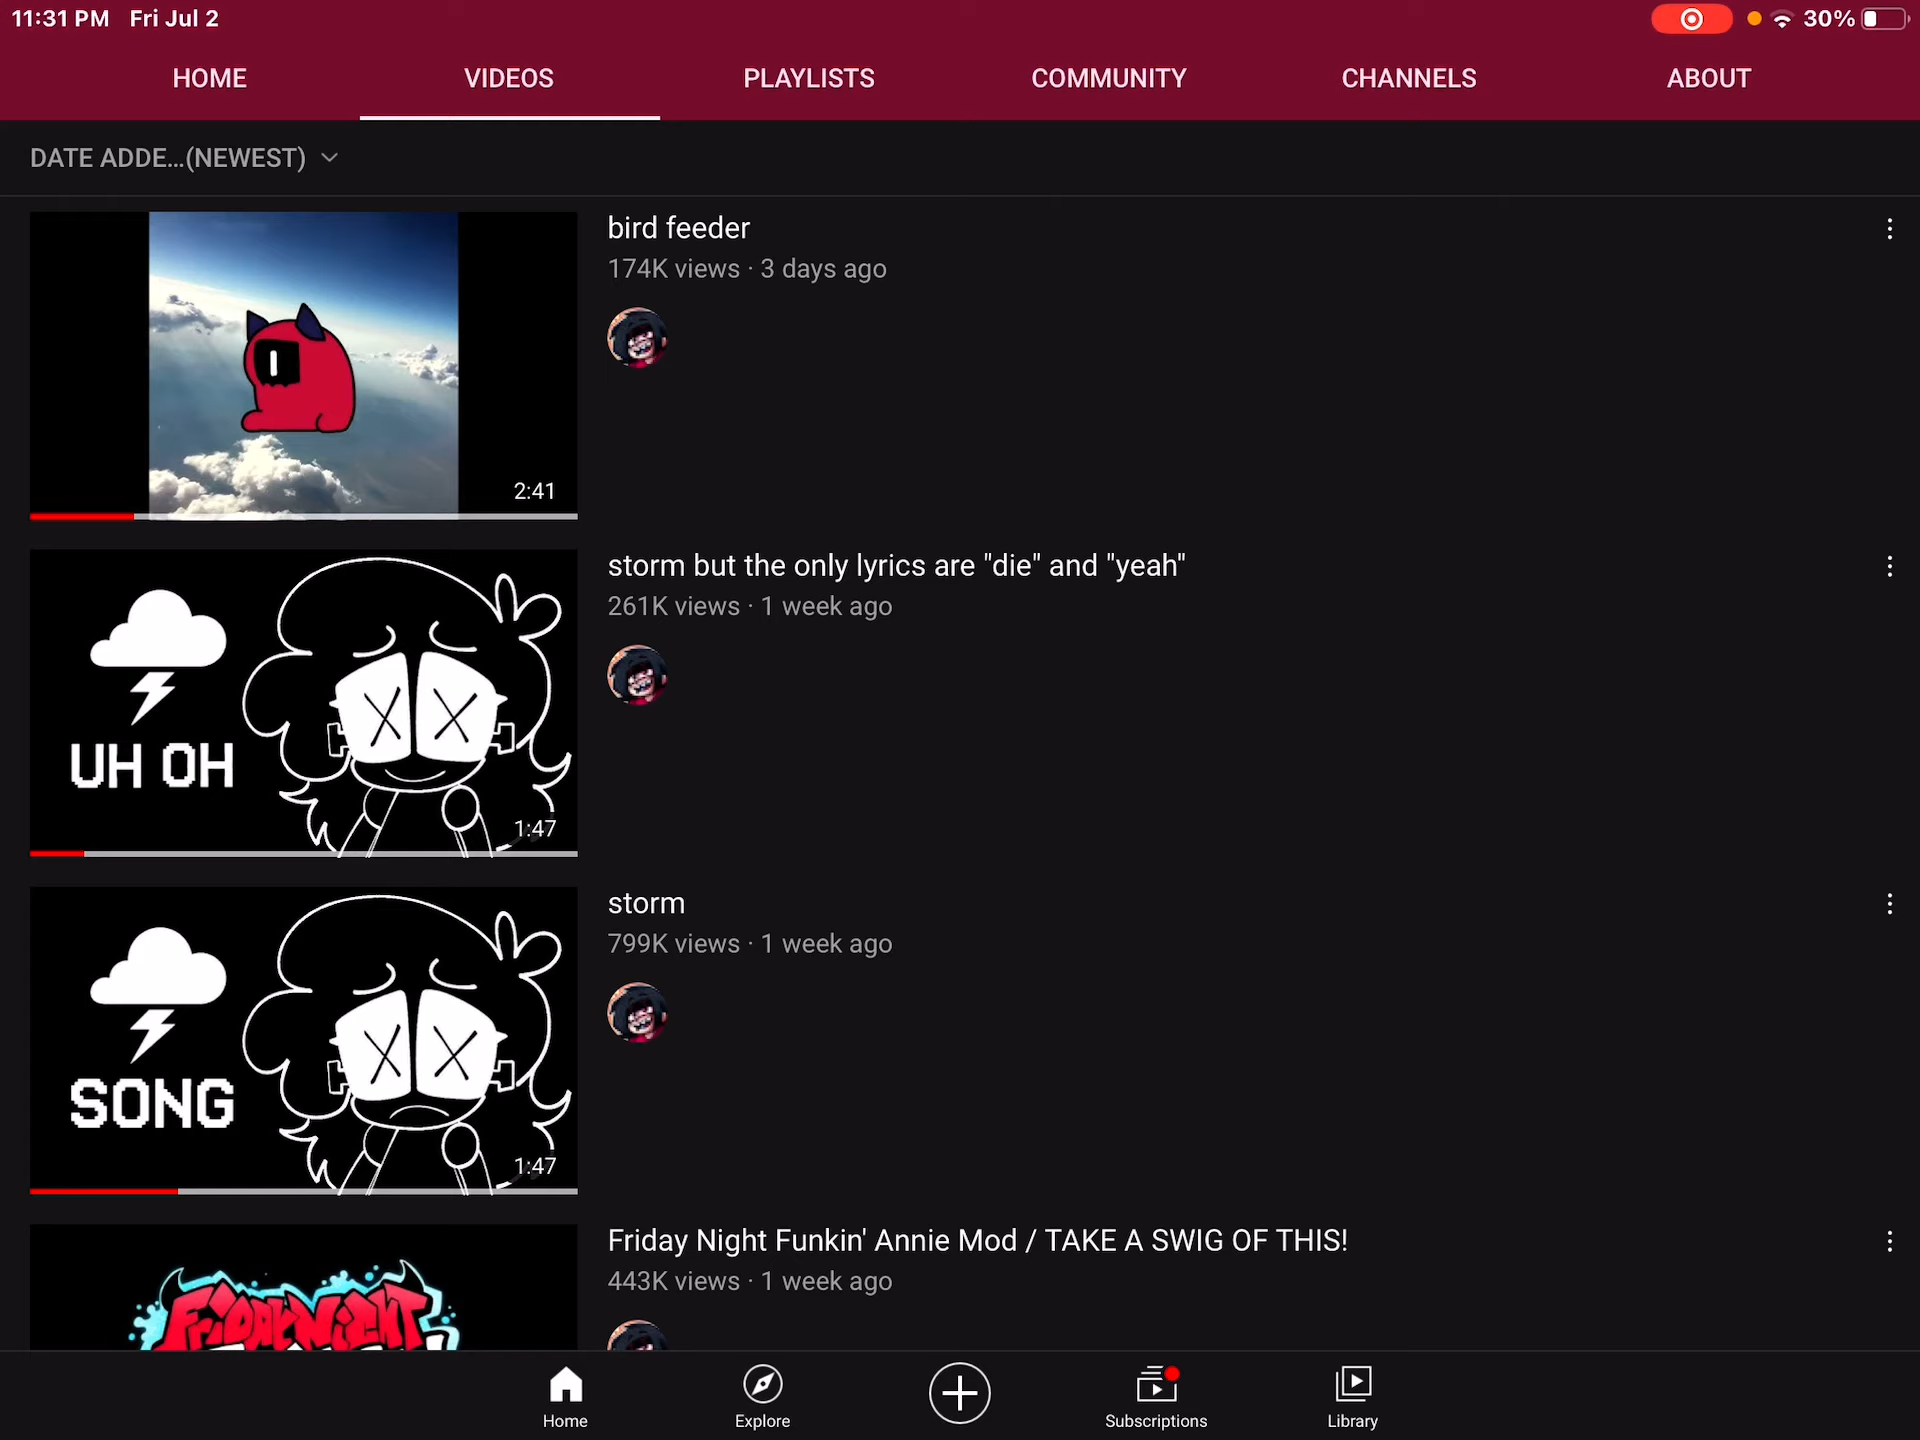 11:31 PM Fri Jul 2
30%
HOME VIDEOS PLAYLISTS COMMUNITY CHANNELS ABOUT
DATE ADDE...(NEWEST)
bird feeder
174K views · 3 days ago
2:41
storm but the only lyrics are "die" and "yeah"
261K views · 1 week ago
UH OH
1:47
storm
799K views · 1 week ago
SONG
1:47
Friday Night Funkin' Annie Mod / TAKE A SWIG OF THIS!
443K views · 1 week ago
FRIDAY NIGHT
Home Explore Subscriptions Library